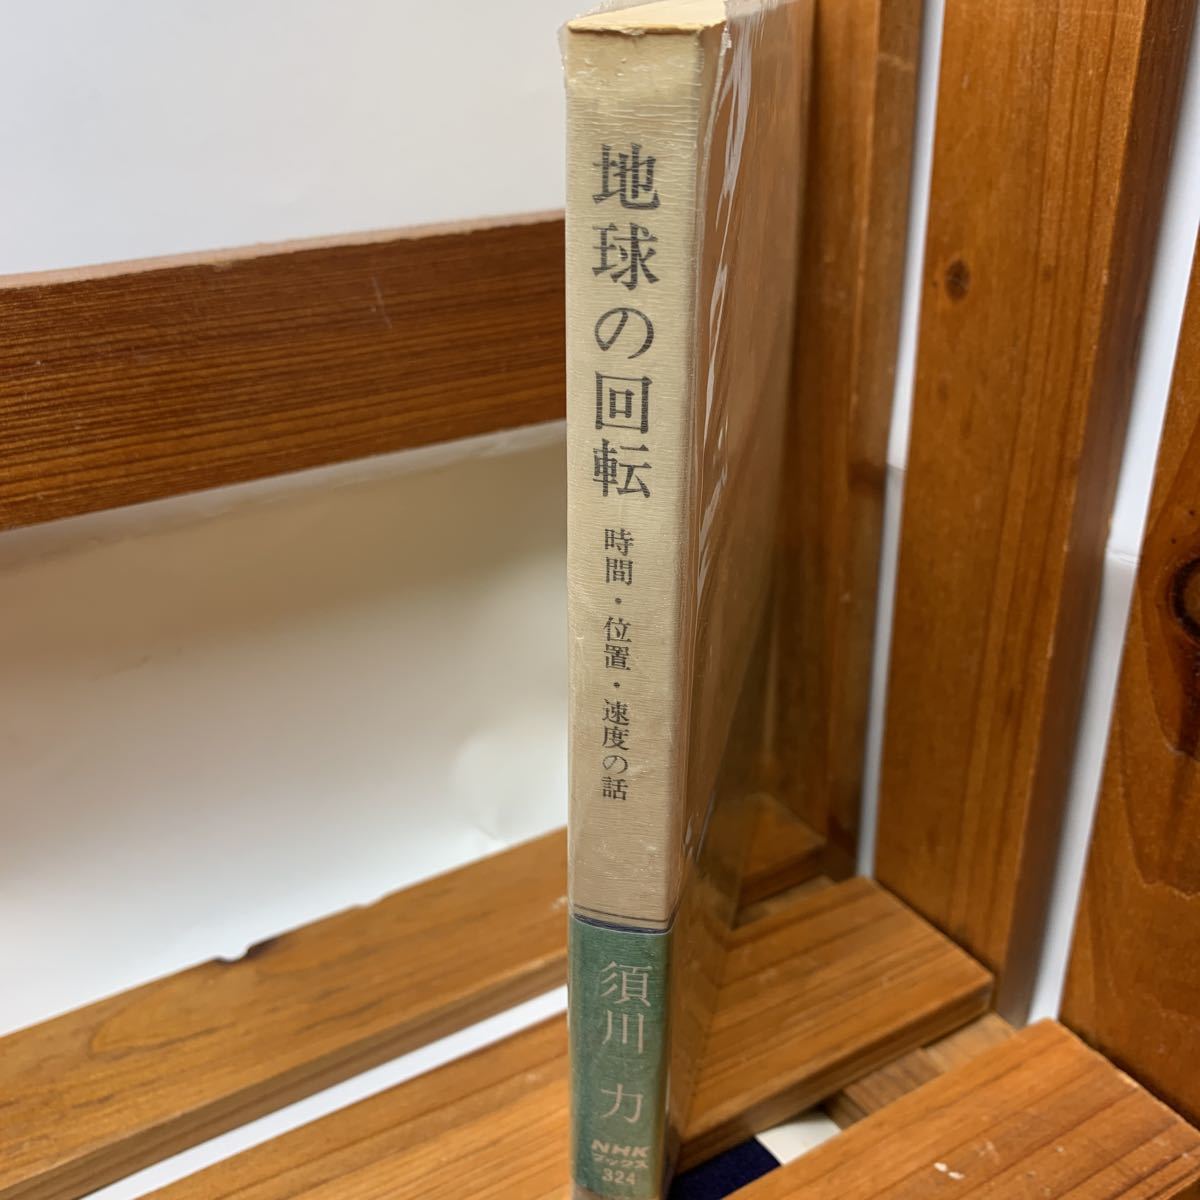 地球の回転
時間・位置・速度の話
須川 力
NHK
ブックス
324